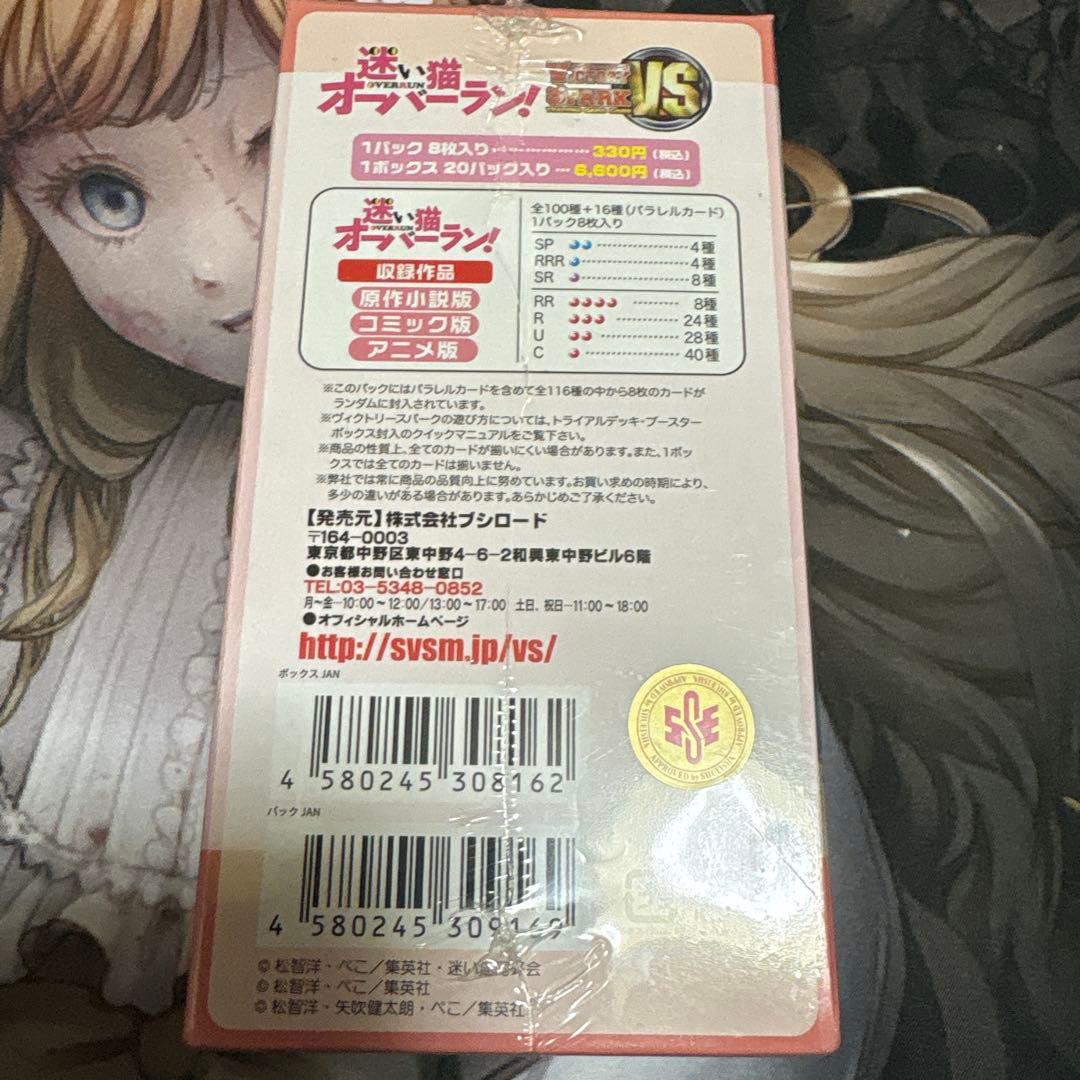 迷い猫
OVERRUN
オーバーラン!
VS
1パック 8枚入り ………………… 330円 (税込)
1ボックス 20パック入り … 6,600円 (税込)
迷い猫
OVERRUN
オーバーラン!
収録作品
原作小説版
コミック版
アニメ版
全100種+16種(パラレルカード)
1パック8枚入り
SP ●● 4種
RRR ● 4種
SR ● 8種
RR ●●●● 8種
R ●●● 24種
U ●● 28種
C ● 40種
※このパックにはパラレルカードを含めて全116種の中から8枚のカードが
ランダムに封入されています。
※ヴィクトリースパークの遊び方については、トライアルデッキ・ブースター
ボックス封入のクイックマニュアルをご覧下さい。
※商品の性質上、全てのカードが揃いにくい場合があります。また、1ボッ
クスでは全てのカードは揃いません。
※弊社では常に商品の品質向上に努めています。お買い求めの時期により、
多少の違いがある場合があります。あらかじめご了承ください。
【発売元】株式会社ブシロード
〒164-0003
東京都中野区東中野4-6-2和興東中野ビル6階
●お客様お問い合わせ窓口
TEL:03-5348-0852
月~金…10:00~12:00/13:00~17:00 土日、祝日…11:00~18:00
●オフィシャルホームページ
http://svsm.jp/vs/
ボックス JAN
4 580245 308162
パック JAN
4 580245 309169
APPROVED by SHUEISHA
© 松智洋・ぺこ/集英社・迷い
© 松智洋・ぺこ/集英社
© 松智洋・矢吹健太朗・ぺこ/集英社